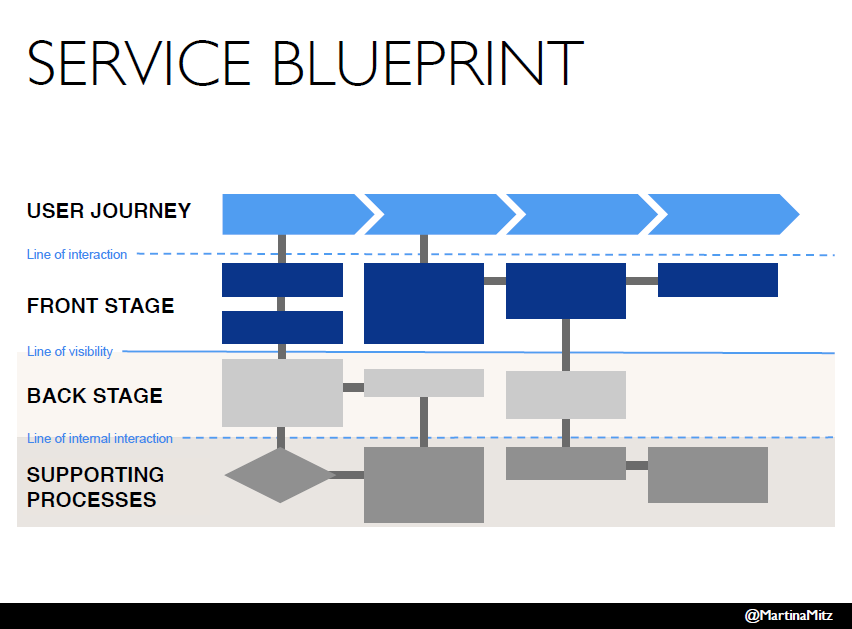 SERVICE BLUEPRINT
USER JOURNEY
Line of interaction
FRONT STAGE
Line of visibility
BACK STAGE
Line of internal interaction
SUPPORTING
PROCESSES
@MartinaMitz